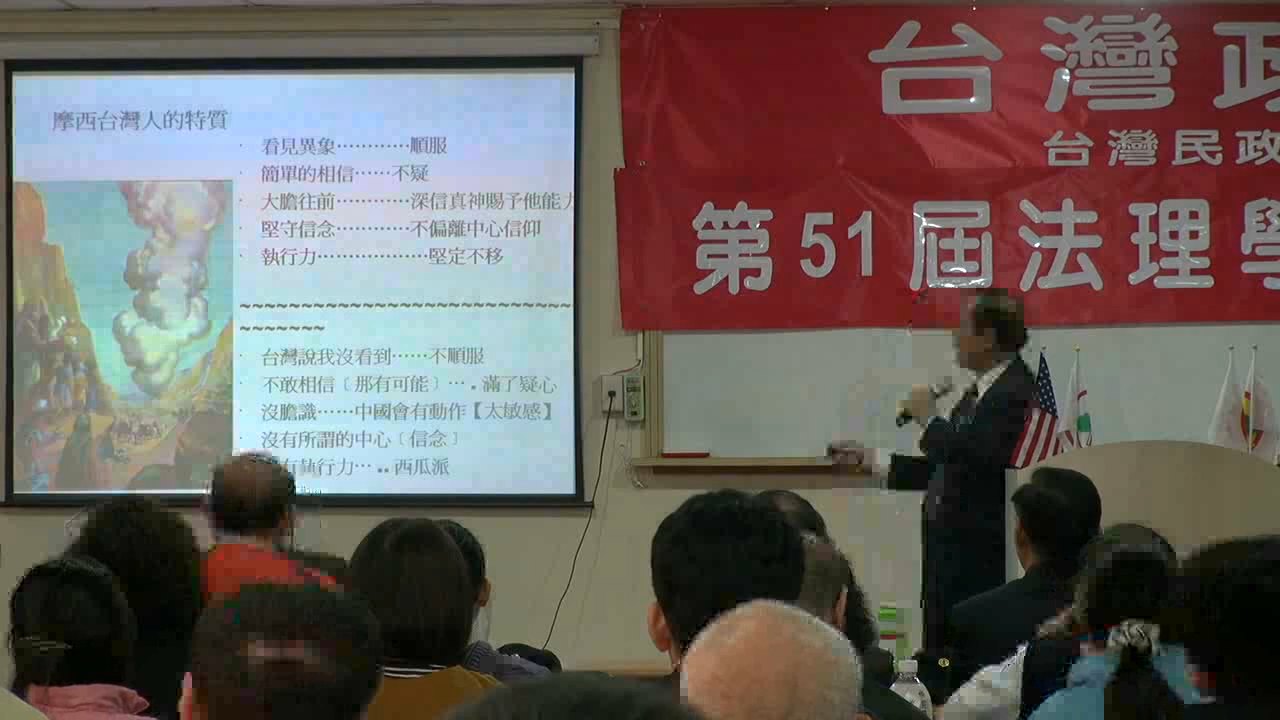 摩西台灣人的特質
· 看見異象…………順服
· 簡單的相信……不疑
· 大膽往前…………深信真神賜予他能力
· 堅守信念…………不偏離中心信仰
· 執行力………………堅定不移
~~~~~~~~~~~~~~~~~~~~~~~~~~~~
~~~~~~~
· 台灣說我沒看到……不順服
· 不敢相信﹝那有可能﹞…．滿了疑心
· 沒膽識……中國會有動作【太敏感】
· 沒有所謂的中心﹝信念﹞
有執行力…..西瓜派
台灣政
台灣民政
第51屆法理學